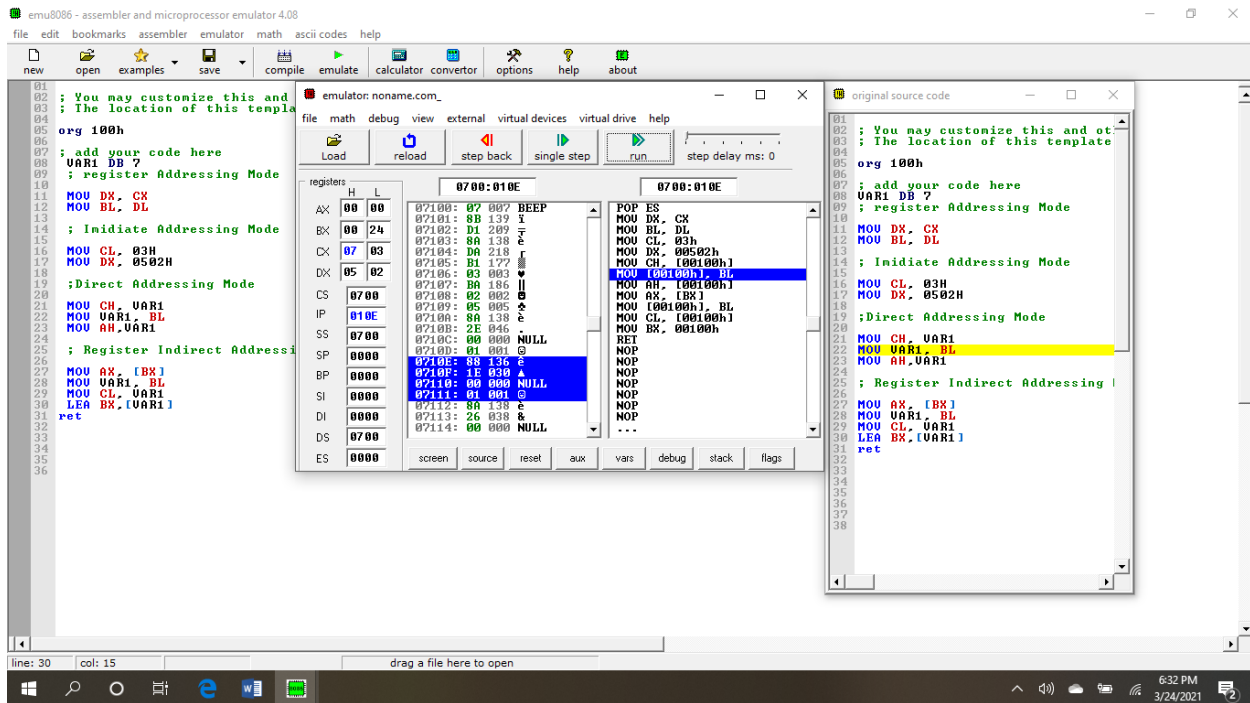 emu8086 - assembler and microprocessor emulator 4.08
file edit bookmarks assembler emulator math ascii codes help
new open examples save compile emulate calculator convertor options help about
01
02 ; You may customize this and
03 ; The location of this templa
04
05 org 100h
06
07 ; add your code here
08 VAR1 DB 7
09 ; register Addressing Mode
10
11 MOV DX, CX
12 MOV BL, DL
13
14 ; Imidiate Addressing Mode
15
16 MOV CL, 03H
17 MOV DX, 0502H
18
19 ;Direct Addressing Mode
20
21 MOV CH, VAR1
22 MOV VAR1, BL
23 MOV AH,VAR1
24
25 ; Register Indirect Addressi
26
27 MOV AX, [BX]
28 MOV VAR1, BL
29 MOV CL, VAR1
30 LEA BX,[VAR1]
31 ret
32
33
34
35
36
emulator: noname.com_
file math debug view external virtual devices virtual drive help
Load reload step back single step run step delay ms: 0
registers
H L
AX 00 00
BX 00 24
CX 07 03
DX 05 02
CS 0700
IP 010E
SS 0700
SP 0000
BP 0000
SI 0000
DI 0000
DS 0700
ES 0000
0700:010E
07100: 07 007 BEEP
07101: 8B 139 ï
07102: D1 209 ╤
07103: 8A 138 è
07104: DA 218 ┌
07105: B1 177 ▒
07106: 03 003 ♥
07107: BA 186 ║
07108: 02 002 ☻
07109: 05 005 ♣
0710A: 8A 138 è
0710B: 2E 046 .
0710C: 00 000 NULL
0710D: 01 001 ☺
0710E: 88 136 ê
0710F: 1E 030 ▲
07110: 00 000 NULL
07111: 01 001 ☺
07112: 8A 138 è
07113: 26 038 &
07114: 00 000 NULL
0700:010E
POP ES
MOV DX, CX
MOV BL, DL
MOV CL, 03h
MOV DX, 00502h
MOV CH, [00100h]
MOV [00100h], BL
MOV AH, [00100h]
MOV AX, [BX]
MOV [00100h], BL
MOV CL, [00100h]
MOV BX, 00100h
RET
NOP
NOP
NOP
NOP
NOP
NOP
NOP
...
screen source reset aux vars debug stack flags
original source code
01
02 ; You may customize this and ot
03 ; The location of this template
04
05 org 100h
06
07 ; add your code here
08 VAR1 DB 7
09 ; register Addressing Mode
10
11 MOV DX, CX
12 MOV BL, DL
13
14 ; Imidiate Addressing Mode
15
16 MOV CL, 03H
17 MOV DX, 0502H
18
19 ;Direct Addressing Mode
20
21 MOV CH, VAR1
22 MOV VAR1, BL
23 MOV AH,VAR1
24
25 ; Register Indirect Addressing
26
27 MOV AX, [BX]
28 MOV VAR1, BL
29 MOV CL, VAR1
30 LEA BX,[VAR1]
31 ret
32
33
34
35
36
37
38
line: 30 col: 15 drag a file here to open
6:32 PM
3/24/2021
2